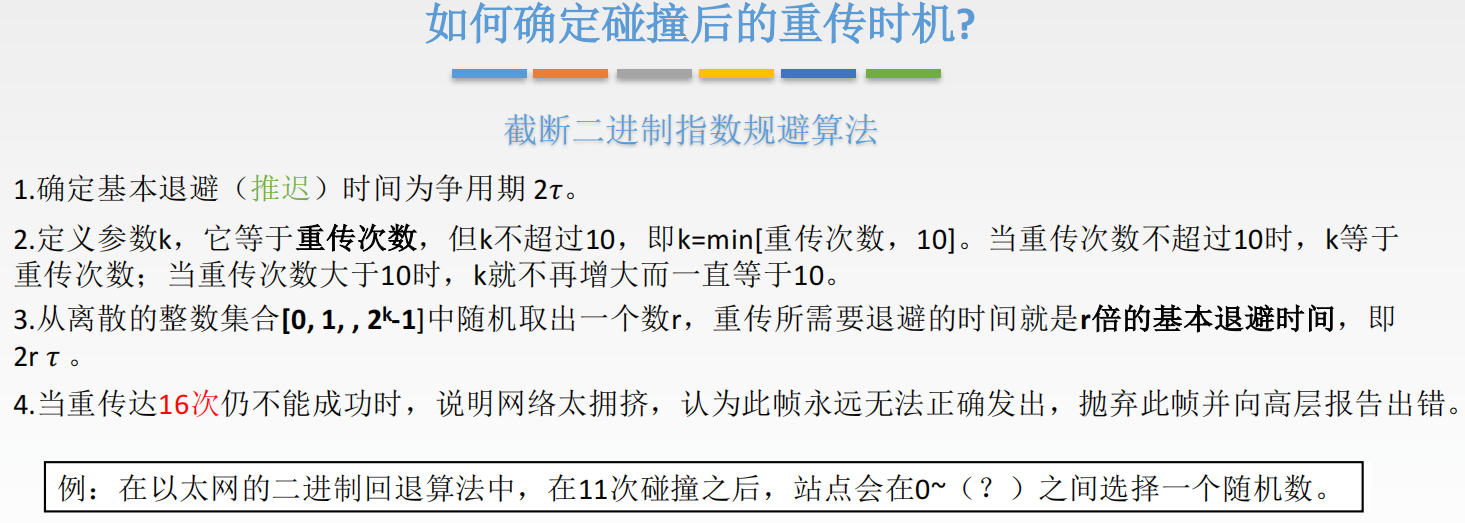 如何确定碰撞后的重传时机?
截断二进制指数规避算法
1.确定基本退避（推迟）时间为争用期 2τ。
2.定义参数k，它等于重传次数，但k不超过10，即k=min[重传次数，10]。当重传次数不超过10时，k等于
重传次数；当重传次数大于10时，k就不再增大而一直等于10。
3.从离散的整数集合[0, 1, , 2ᵏ-1]中随机取出一个数r，重传所需要退避的时间就是r倍的基本退避时间，即
2r τ 。
4.当重传达16次仍不能成功时，说明网络太拥挤，认为此帧永远无法正确发出，抛弃此帧并向高层报告出错。
例：在以太网的二进制回退算法中，在11次碰撞之后，站点会在0~（？）之间选择一个随机数。